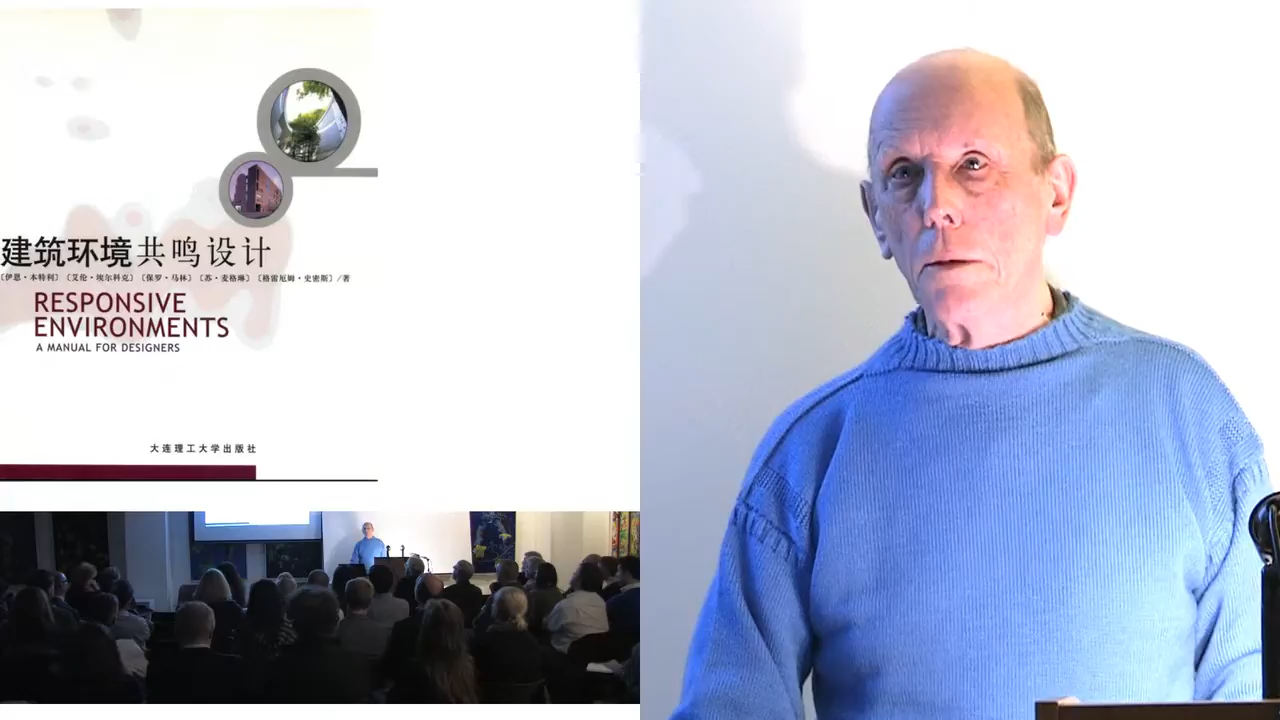 建筑环境共鸣设计
〔伊恩·本特利〕〔艾伦·埃尔科克〕〔保罗·马林〕〔苏·麦格琳〕〔格雷厄姆·史密斯〕/著
RESPONSIVE
ENVIRONMENTS
A MANUAL FOR DESIGNERS
大连理工大学出版社